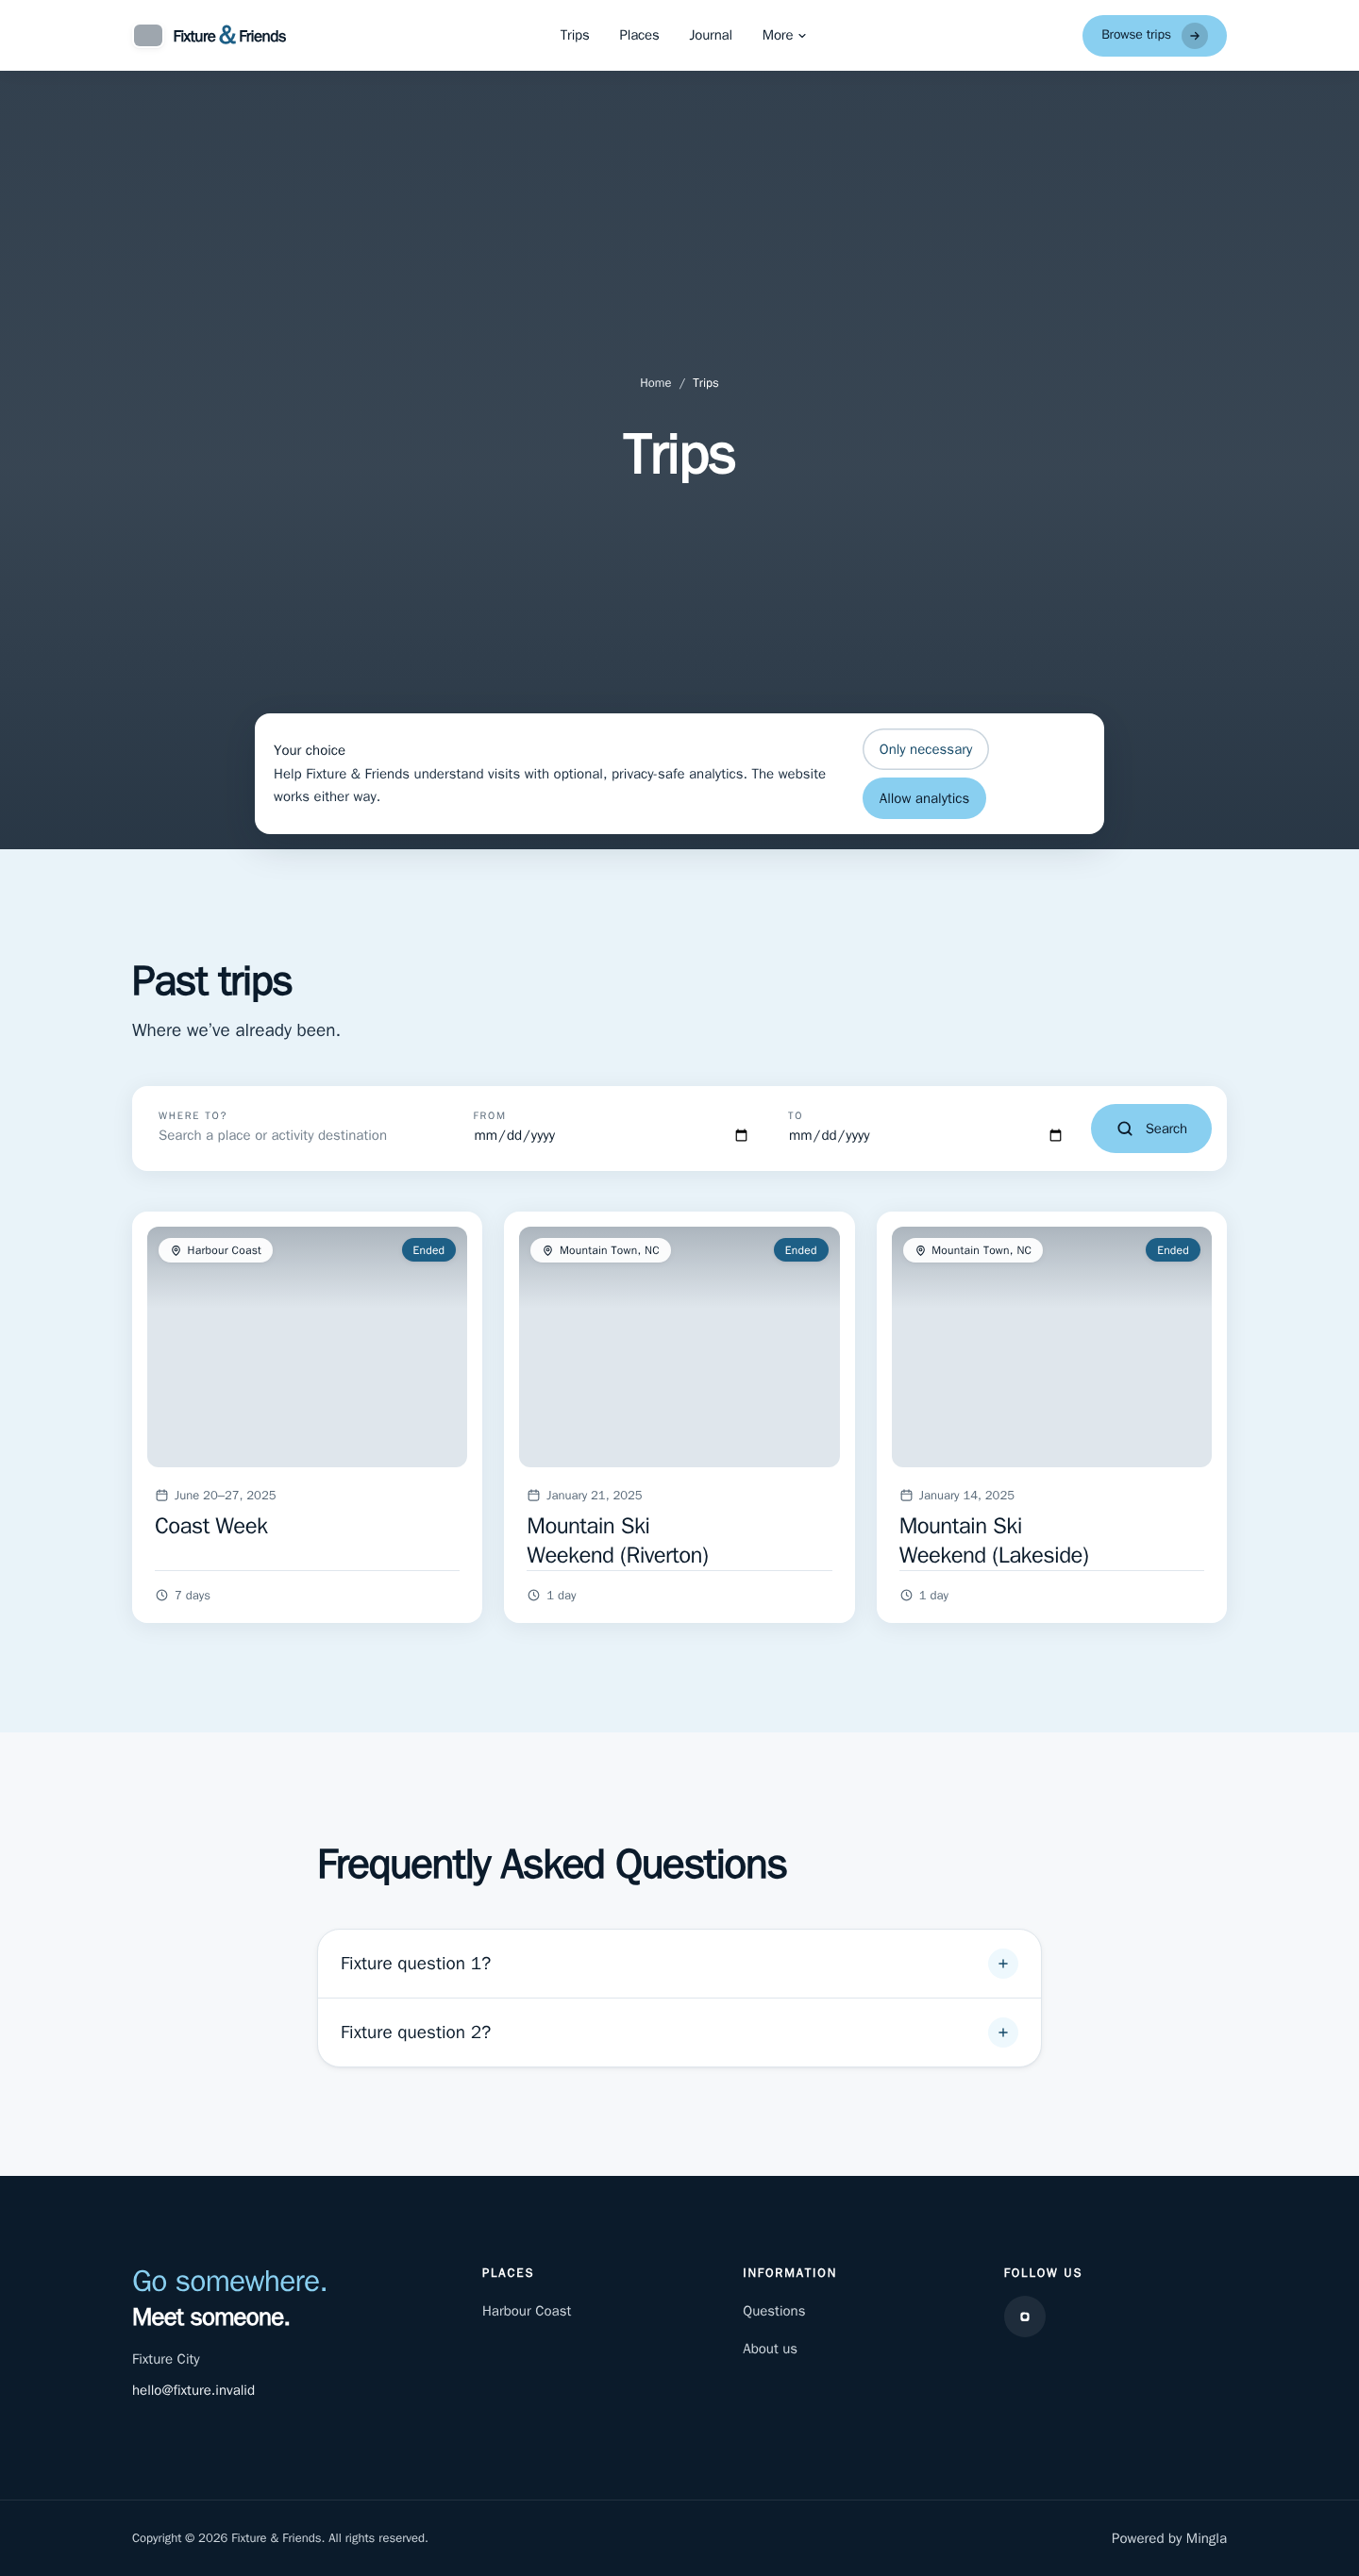 Fixture & Friends
Trips
Places
Journal
More
Browse trips
Home / Trips
Trips
Your choice
Help Fixture & Friends understand visits with optional, privacy-safe analytics. The website
works either way.
Only necessary
Allow analytics
Past trips
Where we’ve already been.
WHERE TO?
Search a place or activity destination
FROM
mm/dd/yyyy
TO
mm/dd/yyyy
Search
Harbour Coast
Ended
June 20–27, 2025
Coast Week
7 days
Mountain Town, NC
Ended
January 21, 2025
Mountain Ski
Weekend (Riverton)
1 day
Mountain Town, NC
Ended
January 14, 2025
Mountain Ski
Weekend (Lakeside)
1 day
Frequently Asked Questions
Fixture question 1?
Fixture question 2?
Go somewhere.
Meet someone.
Fixture City
hello@fixture.invalid
PLACES
Harbour Coast
INFORMATION
Questions
About us
FOLLOW US
Copyright © 2026 Fixture & Friends. All rights reserved.
Powered by Mingla